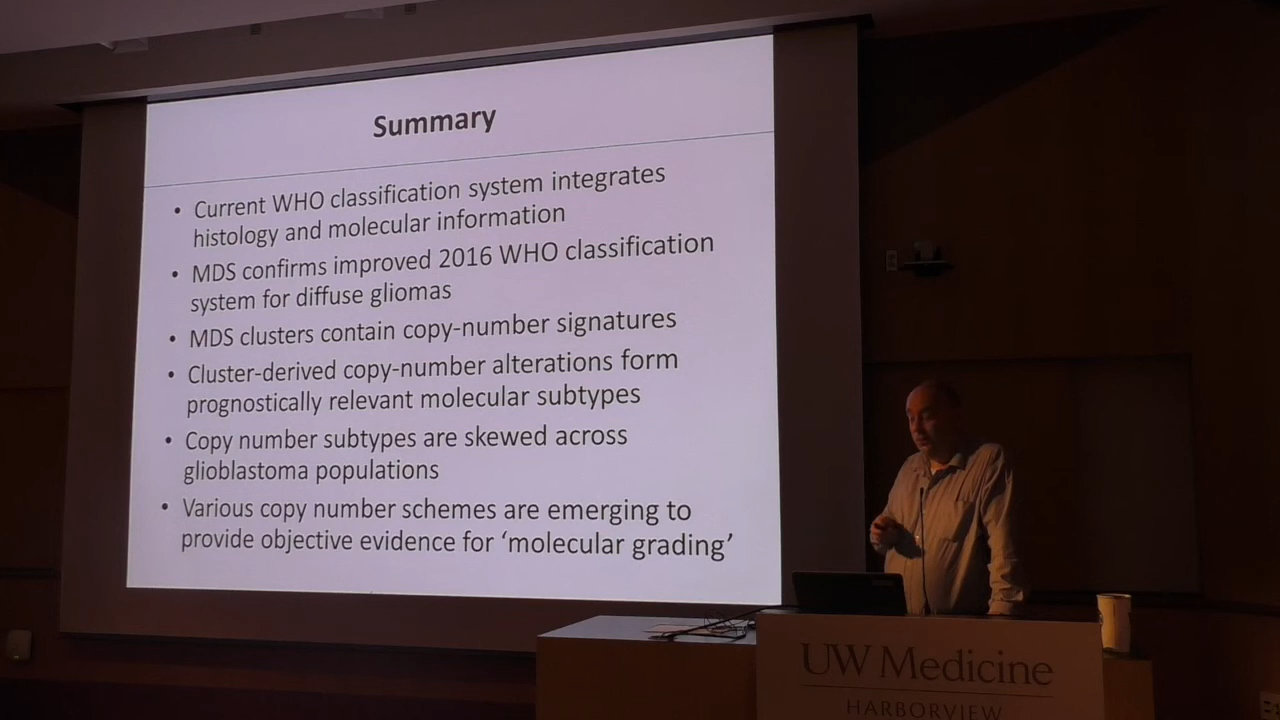 Summary
• Current WHO classification system integrates
histology and molecular information
• MDS confirms improved 2016 WHO classification
system for diffuse gliomas
• MDS clusters contain copy-number signatures
• Cluster-derived copy-number alterations form
prognostically relevant molecular subtypes
• Copy number subtypes are skewed across
glioblastoma populations
• Various copy number schemes are emerging to
provide objective evidence for ‘molecular grading’
UW Medicine
HARBORVIEW